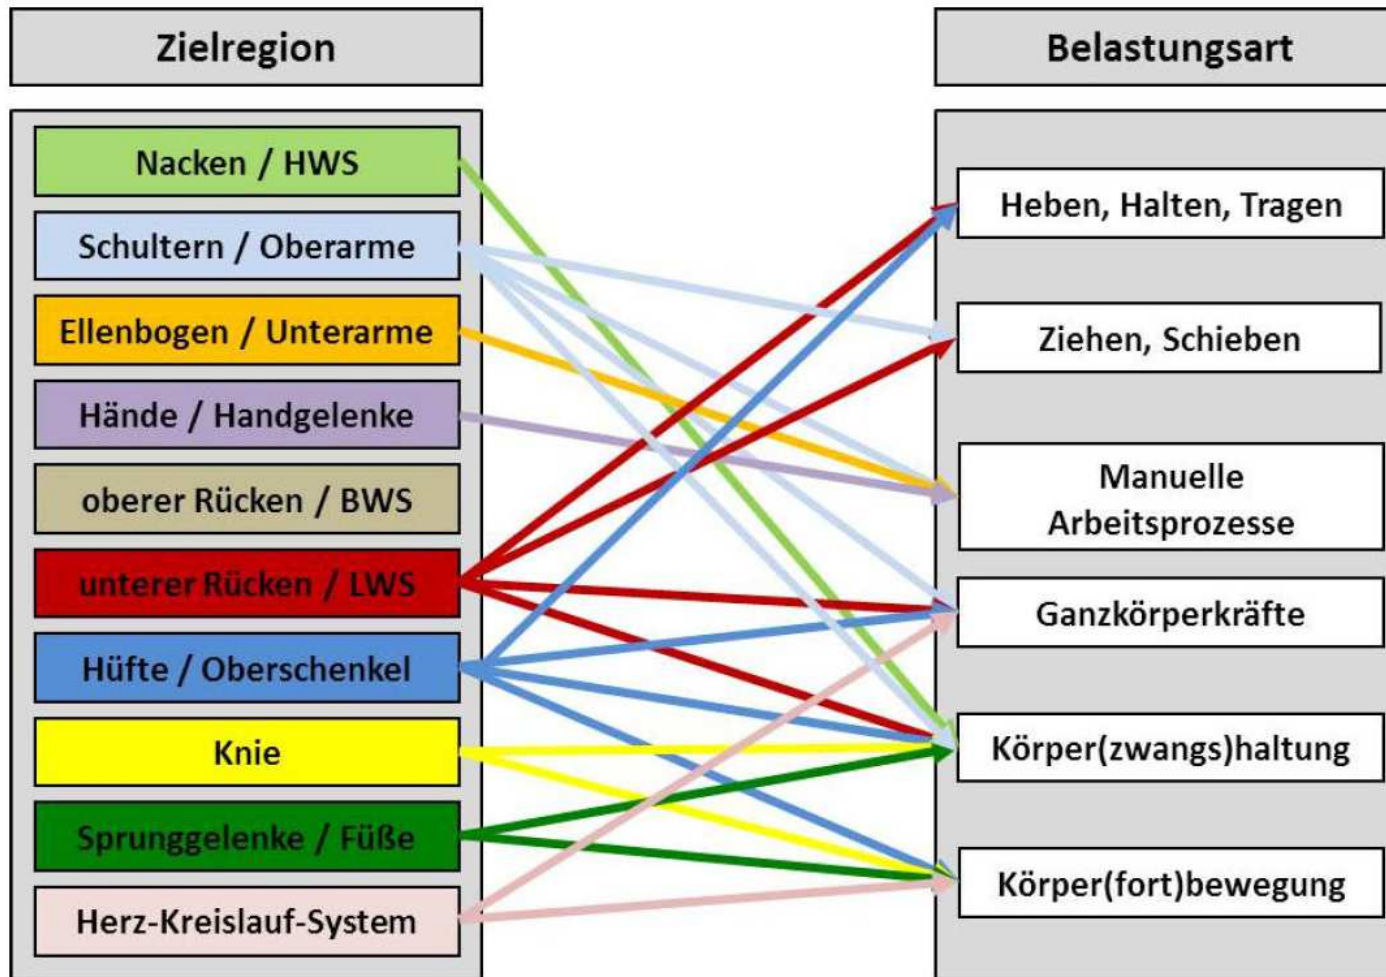 Zielregion
Nacken / HWS
Schultern / Oberarme
Ellenbogen / Unterarme
Hände / Handgelenke
oberer Rücken / BWS
unterer Rücken / LWS
Hüfte / Oberschenkel
Knie
Sprunggelenke / Füße
Herz-Kreislauf-System
Belastungsart
Heben, Halten, Tragen
Ziehen, Schieben
Manuelle
Arbeitsprozesse
Ganzkörperkräfte
Körper(zwangs)haltung
Körper(fort)bewegung